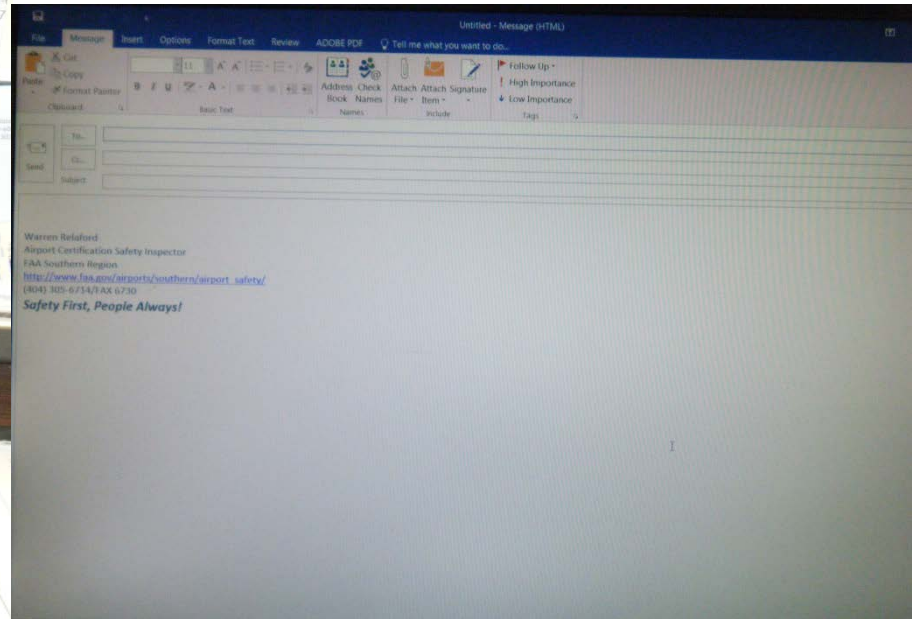 Untitled - Message (HTML)
File Message Insert Options Format Text Review ADOBE PDF Tell me what you want to do...
Cut
Copy
Format Painter
Paste
Clipboard
11
B I U
Basic Text
Address Book
Check Names
Names
Attach File
Attach Item
Signature
Include
Follow Up
High Importance
Low Importance
Tags
Send
To...
Cc...
Subject
Warren Relaford
Airport Certification Safety Inspector
FAA Southern Region
http://www.faa.gov/airports/southern/airport_safety/
(404) 305-6714/FAX 6730
Safety First, People Always!